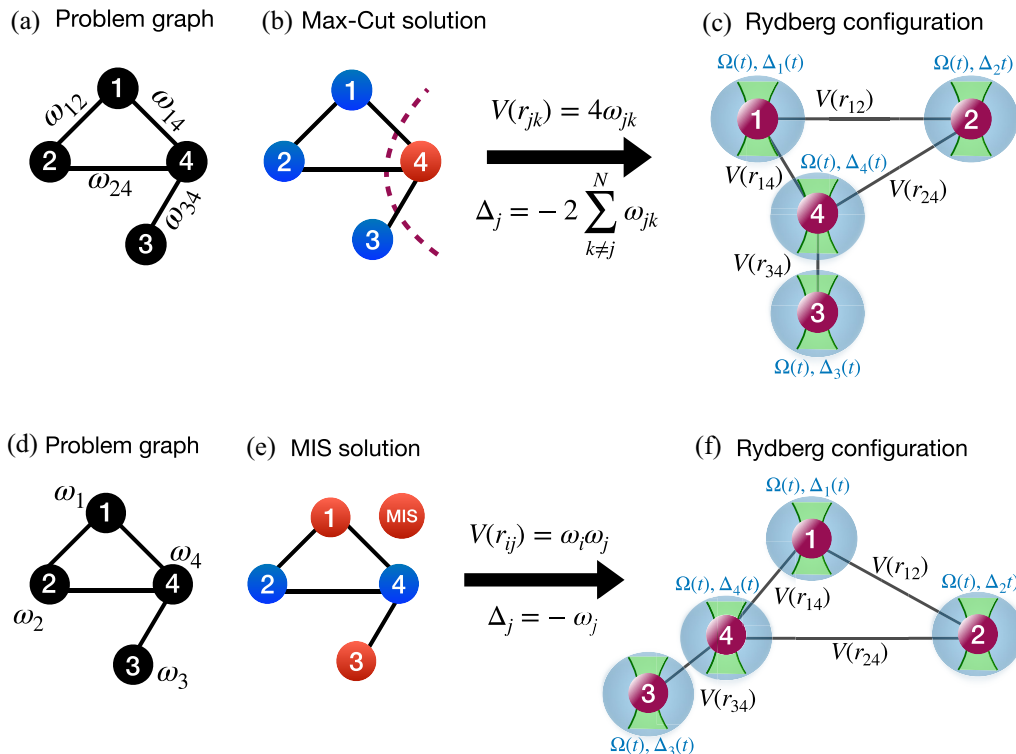 (a) Problem graph
1
ω12
ω14
2
4
ω24
ω34
3
(b) Max-Cut solution
1
2
4
3
V(rjk) = 4ωjk
Δj = − 2 ∑ k≠j N ωjk
(c) Rydberg configuration
Ω(t), Δ1(t)
Ω(t), Δ2t)
V(r12)
1
2
Ω(t), Δ4(t)
V(r14)
V(r24)
4
V(r34)
3
Ω(t), Δ3(t)
(d) Problem graph
ω1
1
ω4
2
4
ω2
3
ω3
(e) MIS solution
1
MIS
2
4
3
V(rij) = ωiωj
Δj = − ωj
(f) Rydberg configuration
Ω(t), Δ1(t)
1
V(r12)
Ω(t), Δ4(t)
V(r14)
Ω(t), Δ2t)
4
2
V(r24)
3
V(r34)
Ω(t), Δ3(t)